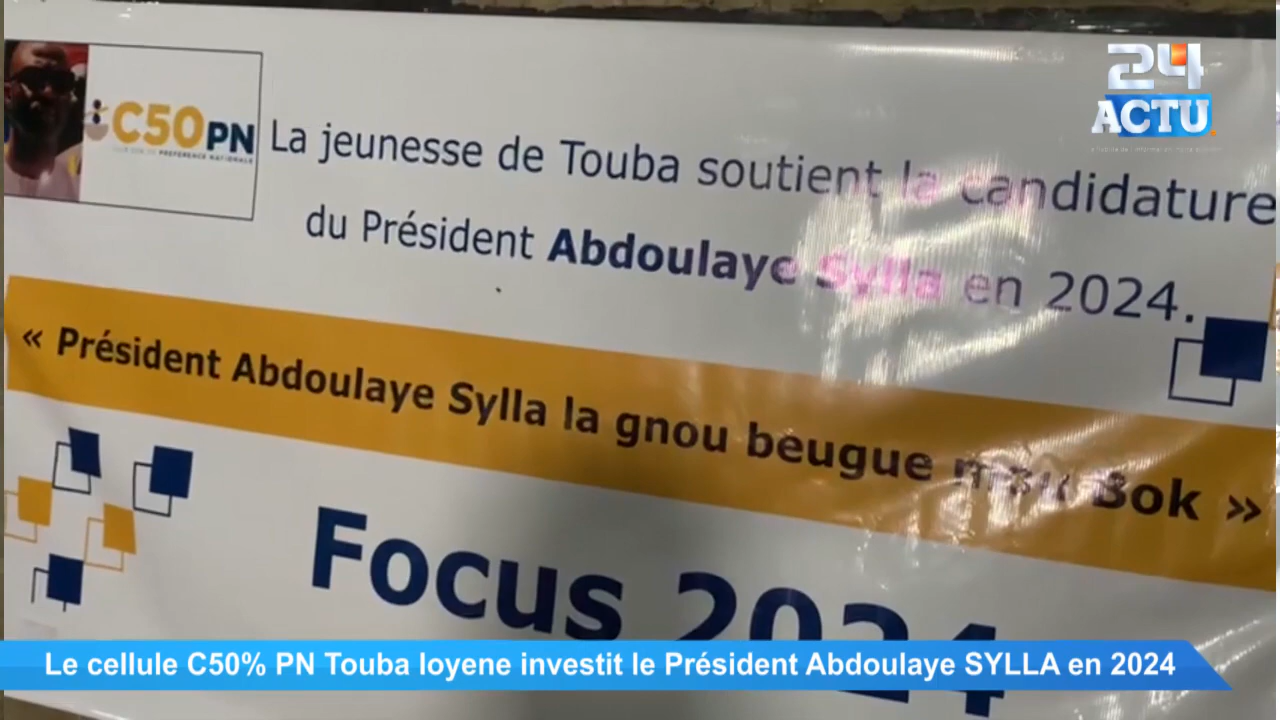 24
ACTU
C50PN
La jeunesse de Touba soutient la candidature
du Président Abdoulaye Sylla en 2024.
« Président Abdoulaye Sylla la gnou beugue Bok »
Focus 2024
Le cellule C50% PN Touba loyene investit le Président Abdoulaye SYLLA en 2024